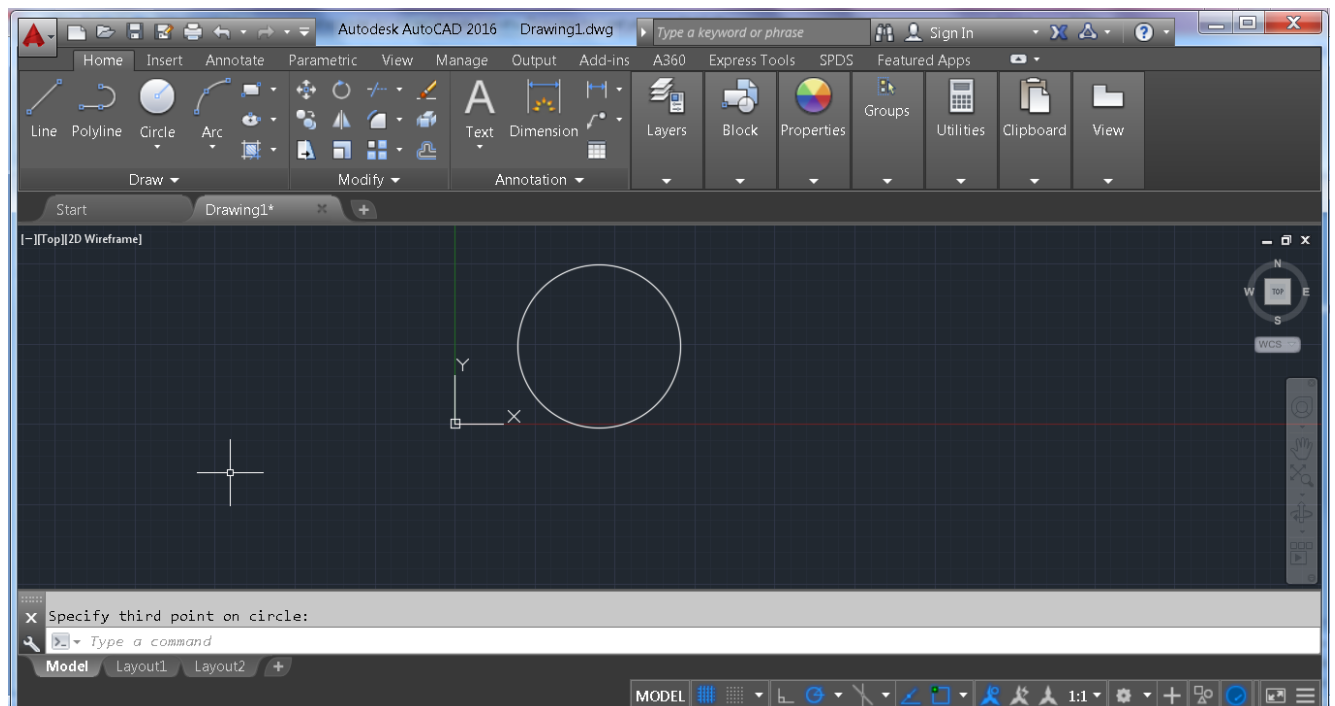 Autodesk AutoCAD 2016 Drawing1.dwg Type a keyword or phrase Sign In
Home Insert Annotate Parametric View Manage Output Add-ins A360 Express Tools SPDS Featured Apps
Line Polyline Circle Arc Text Dimension Layers Block Properties Groups Utilities Clipboard View
Draw Modify Annotation
Start Drawing1*
[−][Top][2D Wireframe]
N
W TOP E
S
WCS
Y
X
Specify third point on circle:
Type a command
Model Layout1 Layout2
MODEL 1:1